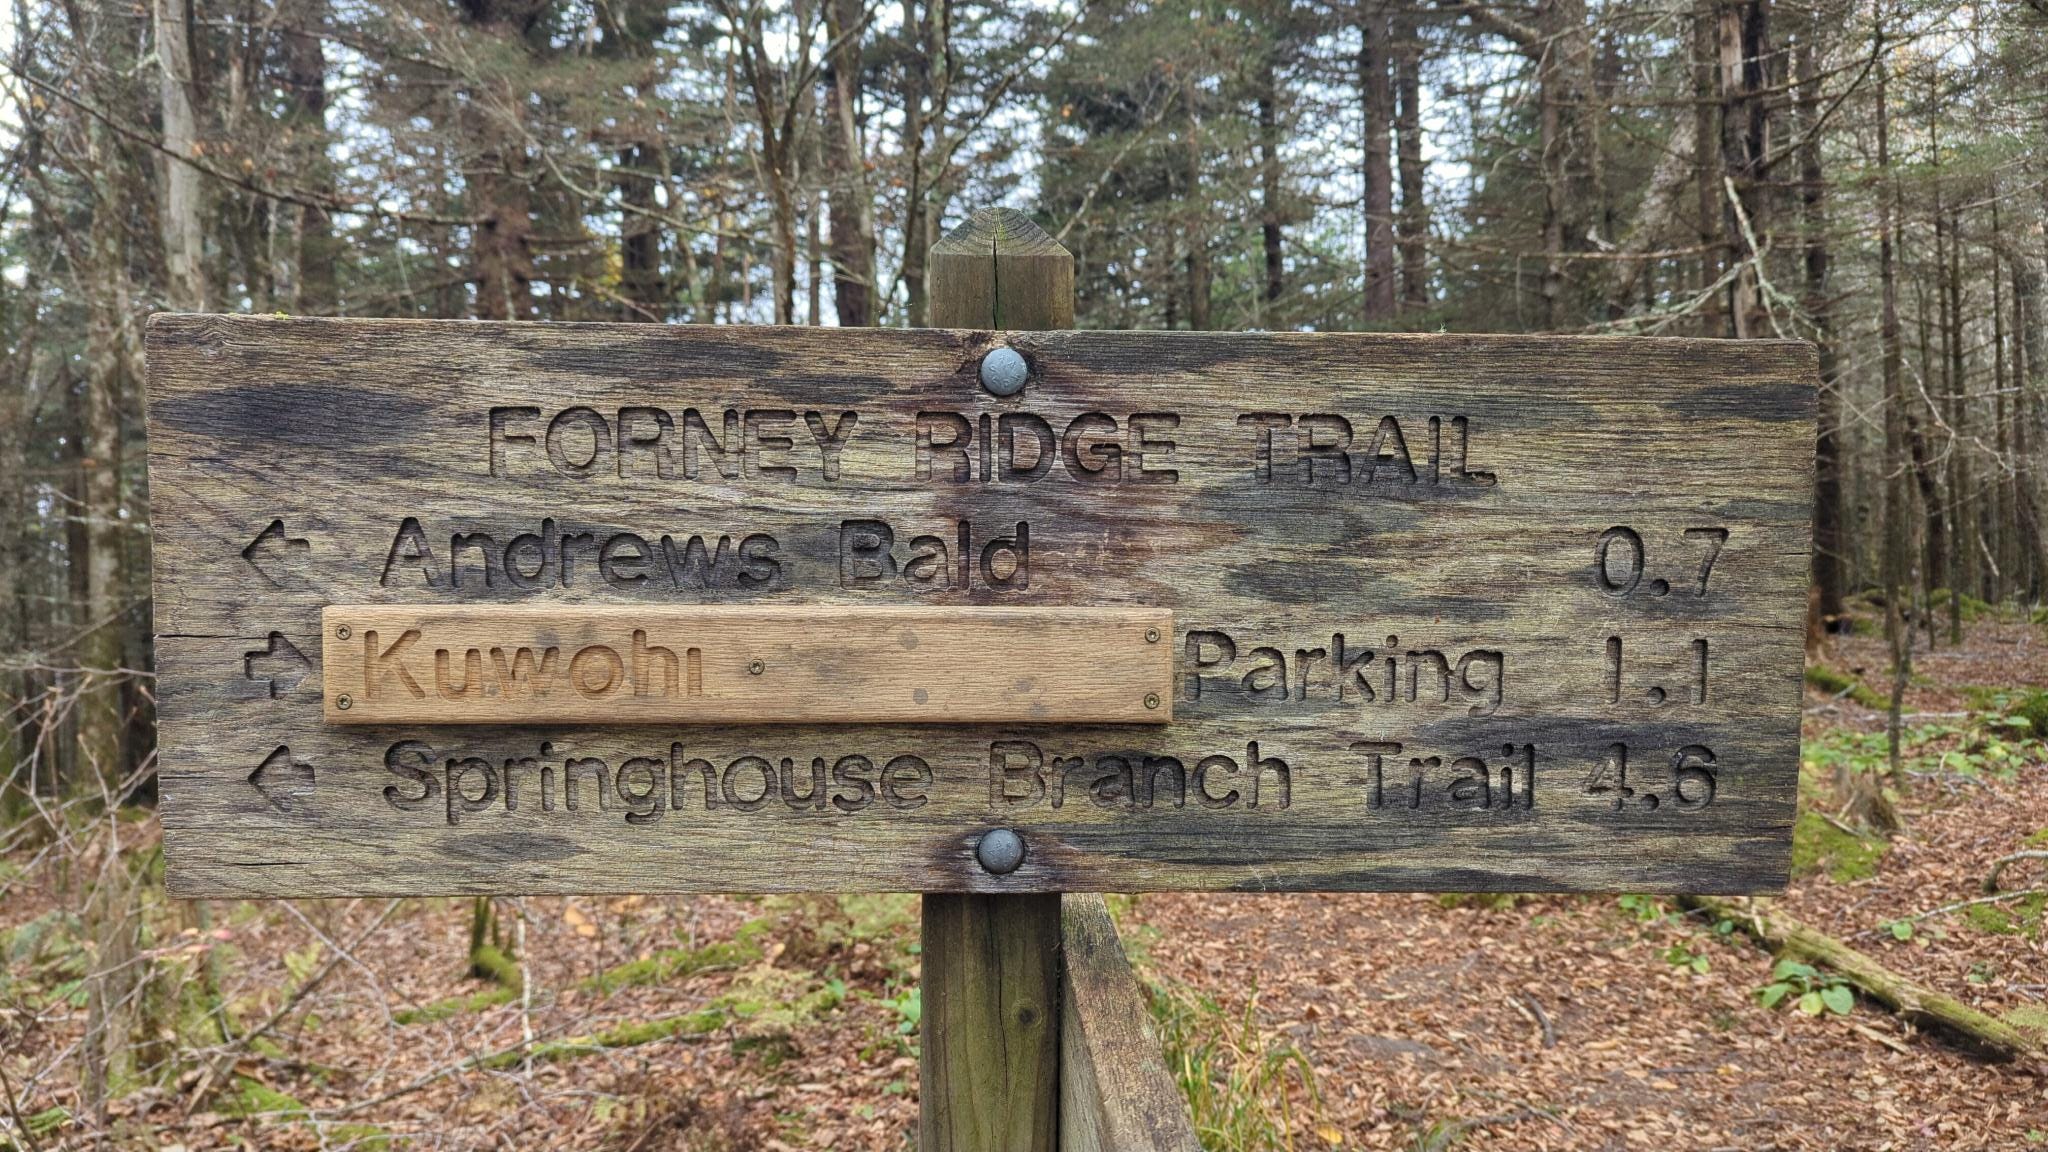 FORNEY RIDGE TRAIL
← Andrews Bald 0.7
→ Kuwohi Parking 1.1
← Springhouse Branch Trail 4.6